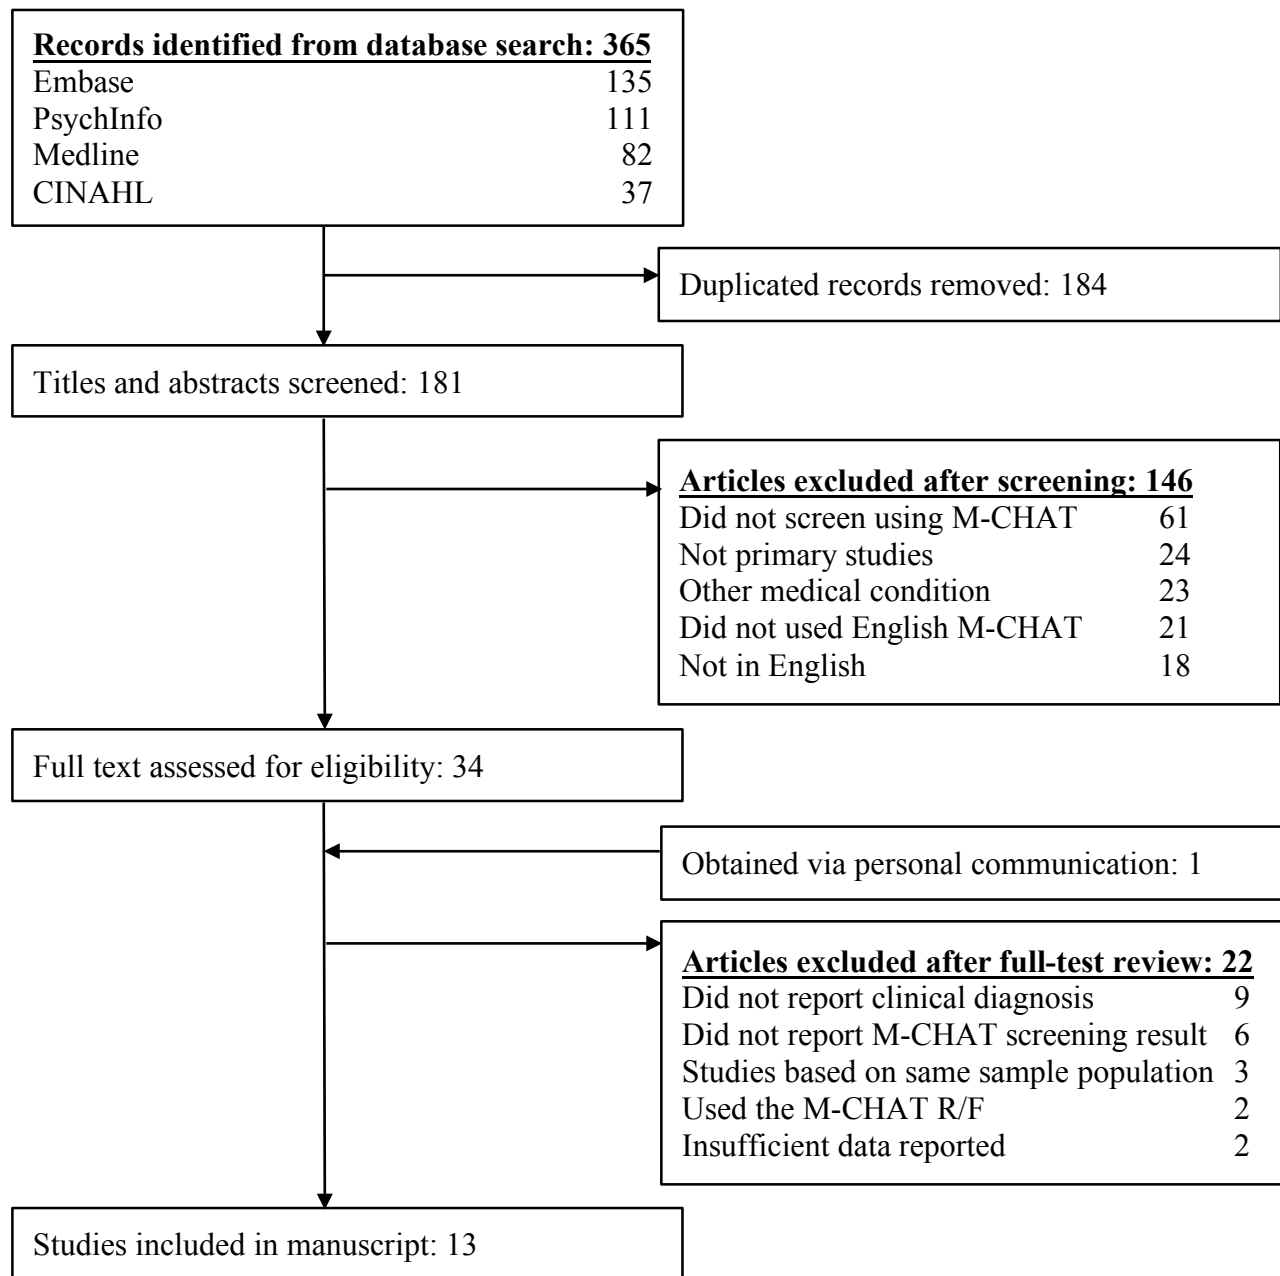 Records identified from database search: 365
Embase 135
PsychInfo 111
Medline 82
CINAHL 37
Duplicated records removed: 184
Titles and abstracts screened: 181
Articles excluded after screening: 146
Did not screen using M-CHAT 61
Not primary studies 24
Other medical condition 23
Did not used English M-CHAT 21
Not in English 18
Full text assessed for eligibility: 34
Obtained via personal communication: 1
Articles excluded after full-test review: 22
Did not report clinical diagnosis 9
Did not report M-CHAT screening result 6
Studies based on same sample population 3
Used the M-CHAT R/F 2
Insufficient data reported 2
Studies included in manuscript: 13